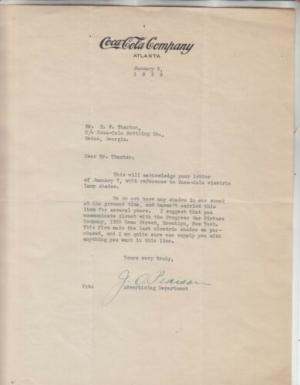 Coca-Cola Company
ATLANTA
January
Mr. Thaxton,
C/o Coca-Cola Bottling Co.,
Georgia.
Dear Mr. Thaxton:
This will acknowledge your letter
of January 7, with reference to Coca-Cola electric
lamp shades.
We do not have any shades in our stock
at the present time, and haven't carried this
item for several years. I suggest that you
communicate direct with the Progress
Company, Dean Street, Brooklyn, New York.
This firm made the last electric shades we pur-
chased, and I am quite sure can supply you with
anything you want in this line.
Yours very truly,
J. C. Pearson
Advertising Department